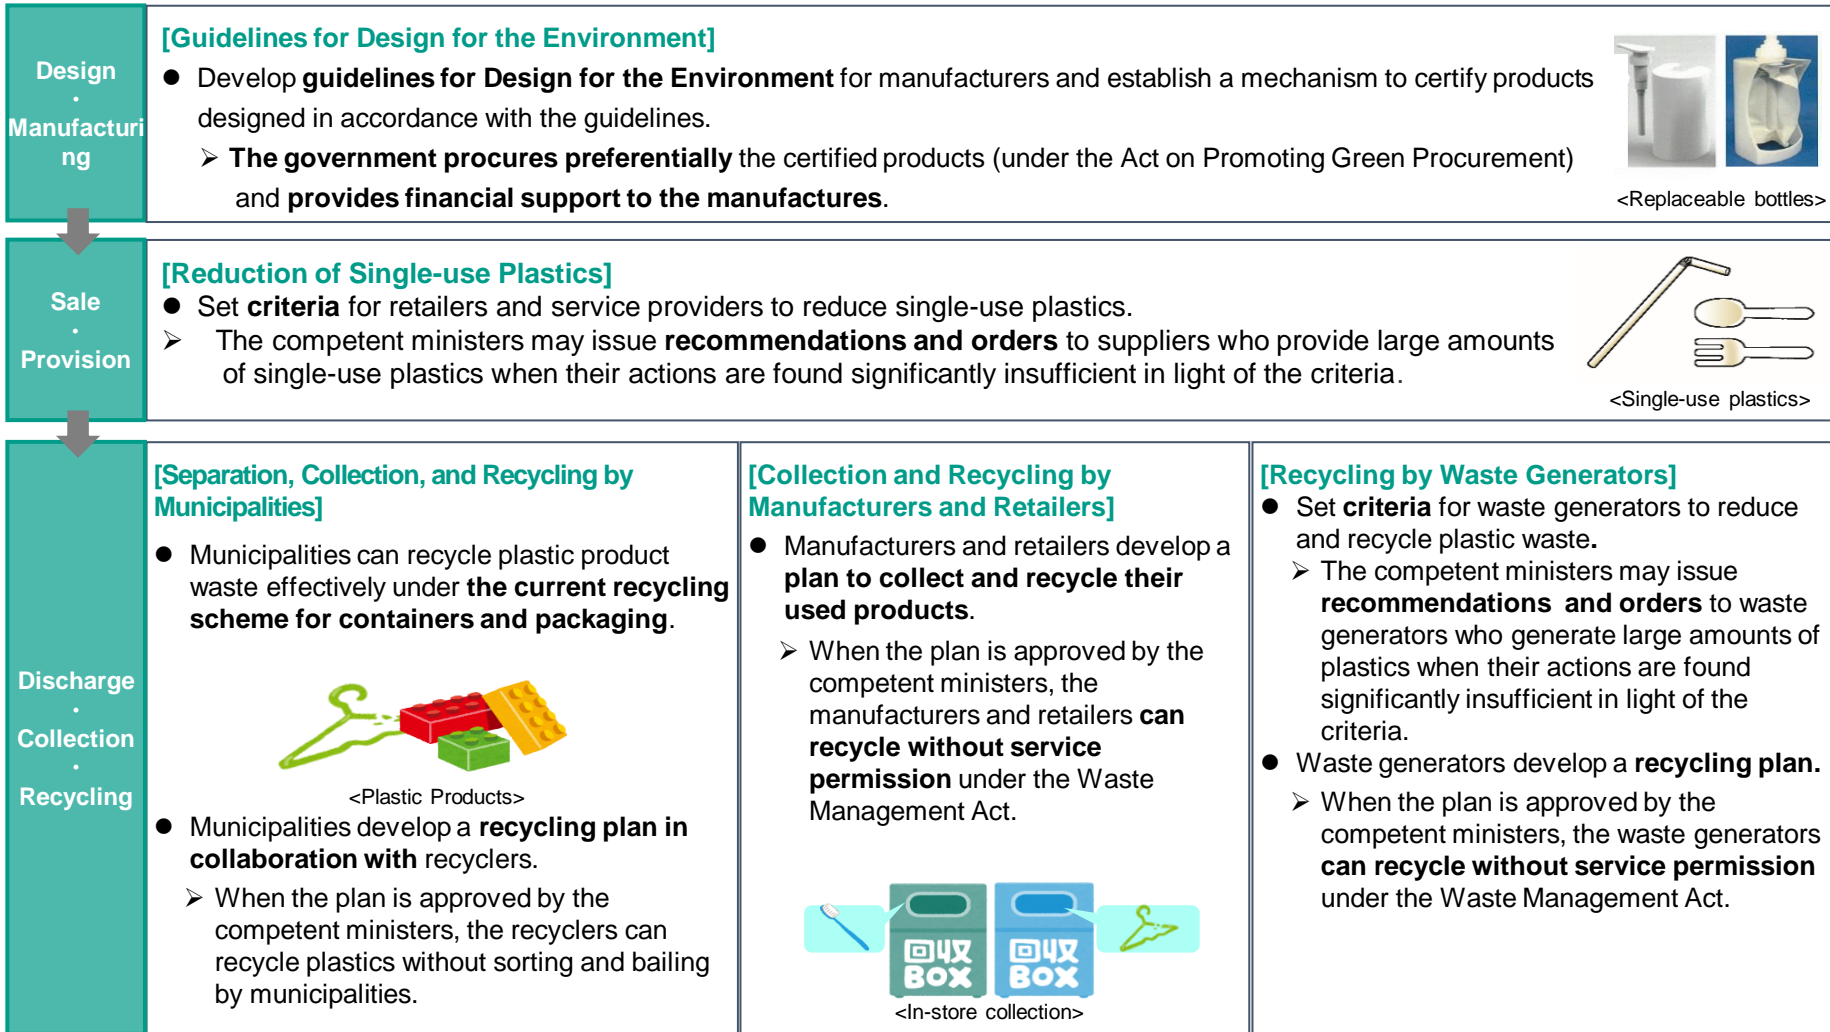 Design
・
Manufacturi
ng
[Guidelines for Design for the Environment]
● Develop guidelines for Design for the Environment for manufacturers and establish a mechanism to certify products
designed in accordance with the guidelines.
➢ The government procures preferentially the certified products (under the Act on Promoting Green Procurement)
and provides financial support to the manufactures.
<Replaceable bottles>
Sale
・
Provision
[Reduction of Single-use Plastics]
● Set criteria for retailers and service providers to reduce single-use plastics.
➢ The competent ministers may issue recommendations and orders to suppliers who provide large amounts
of single-use plastics when their actions are found significantly insufficient in light of the criteria.
<Single-use plastics>
Discharge
・
Collection
・
Recycling
[Separation, Collection, and Recycling by
Municipalities]
● Municipalities can recycle plastic product
waste effectively under the current recycling
scheme for containers and packaging.
<Plastic Products>
● Municipalities develop a recycling plan in
collaboration with recyclers.
➢ When the plan is approved by the
competent ministers, the recyclers can
recycle plastics without sorting and bailing
by municipalities.
[Collection and Recycling by
Manufacturers and Retailers]
● Manufacturers and retailers develop a
plan to collect and recycle their
used products.
➢ When the plan is approved by the
competent ministers, the
manufacturers and retailers can
recycle without service
permission under the Waste
Management Act.
回収
BOX
回収
BOX
<In-store collection>
[Recycling by Waste Generators]
● Set criteria for waste generators to reduce
and recycle plastic waste.
➢ The competent ministers may issue
recommendations and orders to waste
generators who generate large amounts of
plastics when their actions are found
significantly insufficient in light of the
criteria.
● Waste generators develop a recycling plan.
➢ When the plan is approved by the
competent ministers, the waste generators
can recycle without service permission
under the Waste Management Act.